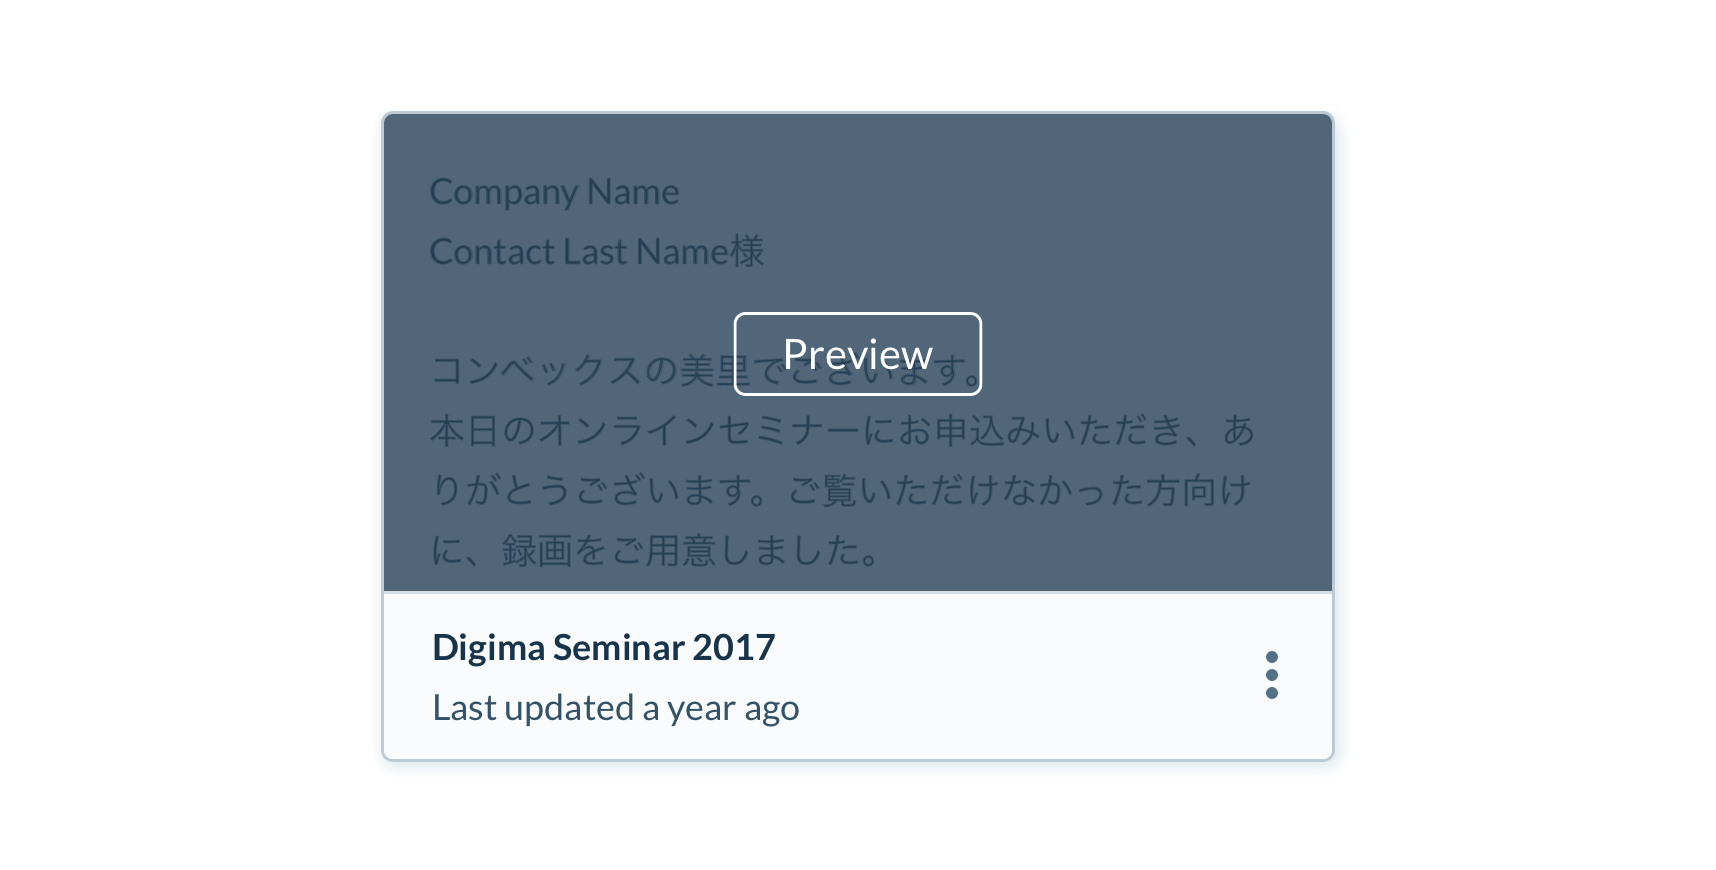 Company Name
Contact Last Name様
コンベックスの美里でございます。
Preview
本日のオンラインセミナーにお申込みいただき、あ
りがとうございます。ご覧いただけなかった方向け
に、録画をご用意しました。
Digima Seminar 2017
Last updated a year ago